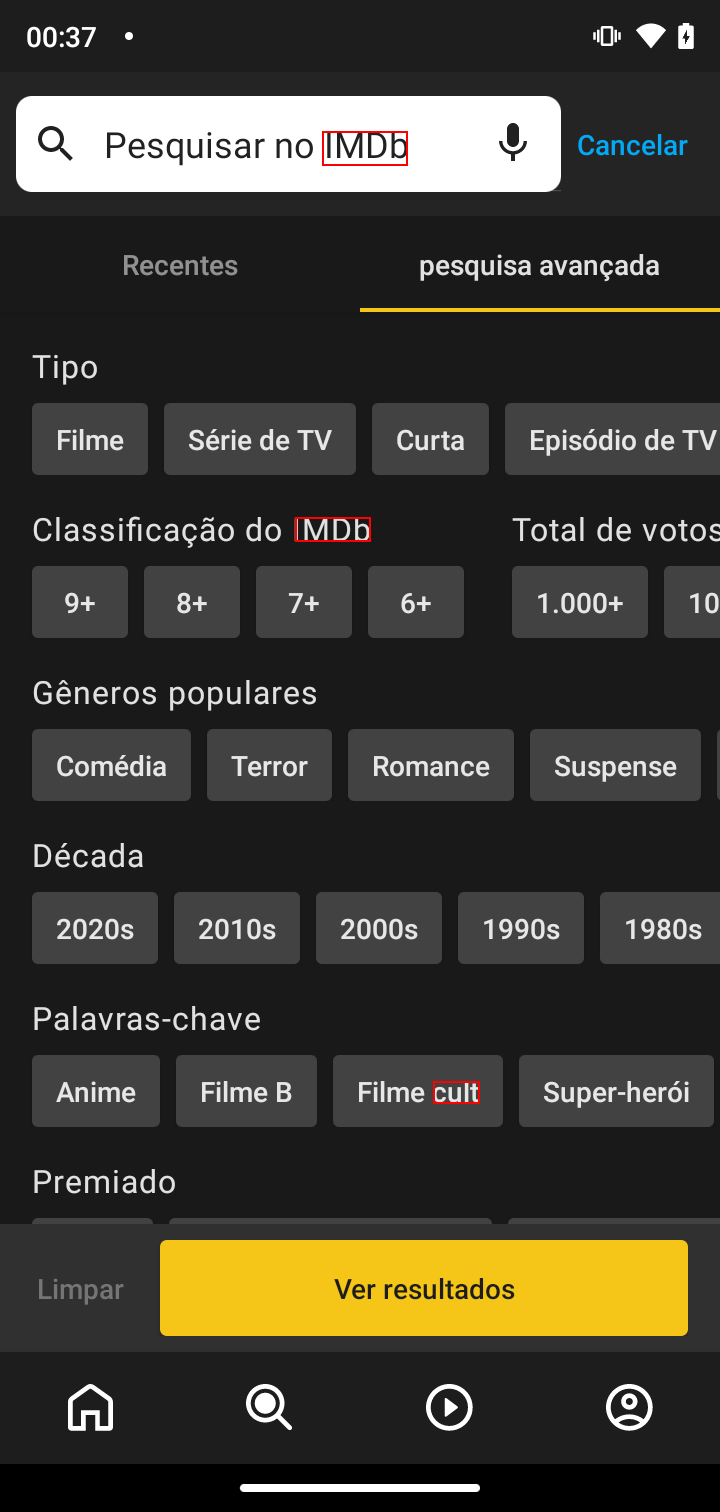 00:37
Pesquisar no IMDb
Cancelar
Recentes
pesquisa avançada
Tipo
Filme
Série de TV
Curta
Episódio de TV
Classificação do IMDb
Total de votos
9+
8+
7+
6+
1.000+
10
Gêneros populares
Comédia
Terror
Romance
Suspense
Década
2020s
2010s
2000s
1990s
1980s
Palavras-chave
Anime
Filme B
Filme cult
Super-herói
Premiado
Limpar
Ver resultados